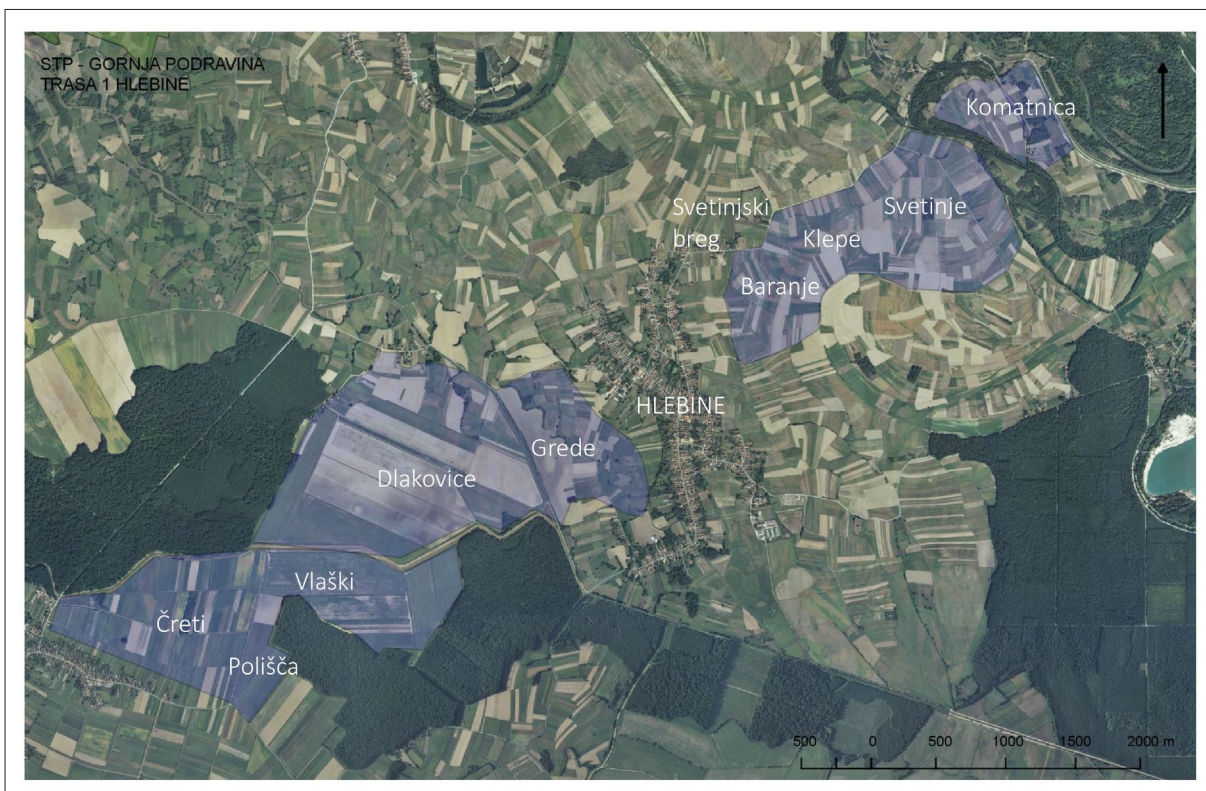 STP - GORNJA PODRAVINA
TRASA 1 HLEBINE
Komatnica
Svetinjski
breg
Svetinje
Klepe
Baranje
HLEBINE
Grede
Dlakovice
Vlaški
Čreti
Polišča
500 0 500 1000 1500 2000 m